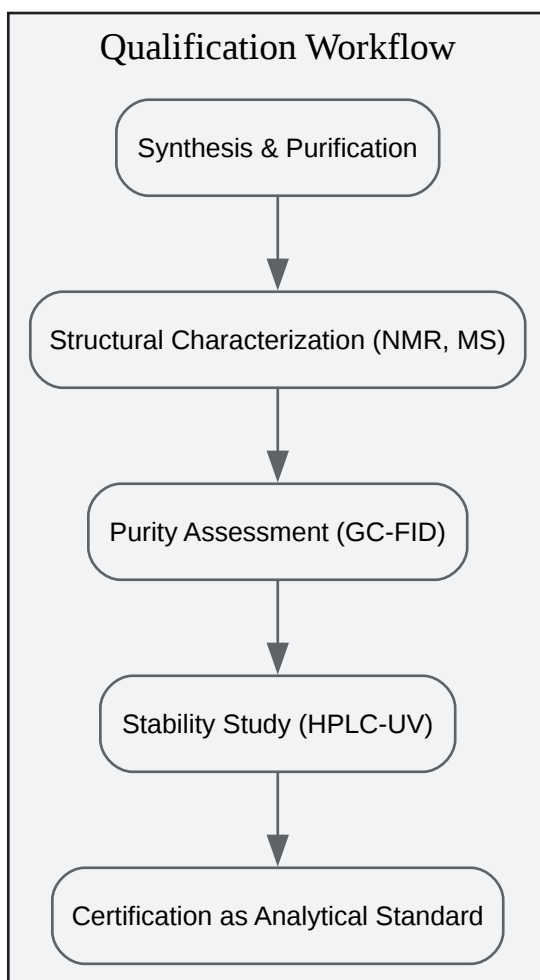 Qualification Workflow
Synthesis & Purification
Structural Characterization (NMR, MS)
Purity Assessment (GC-FID)
Stability Study (HPLC-UV)
Certification as Analytical Standard